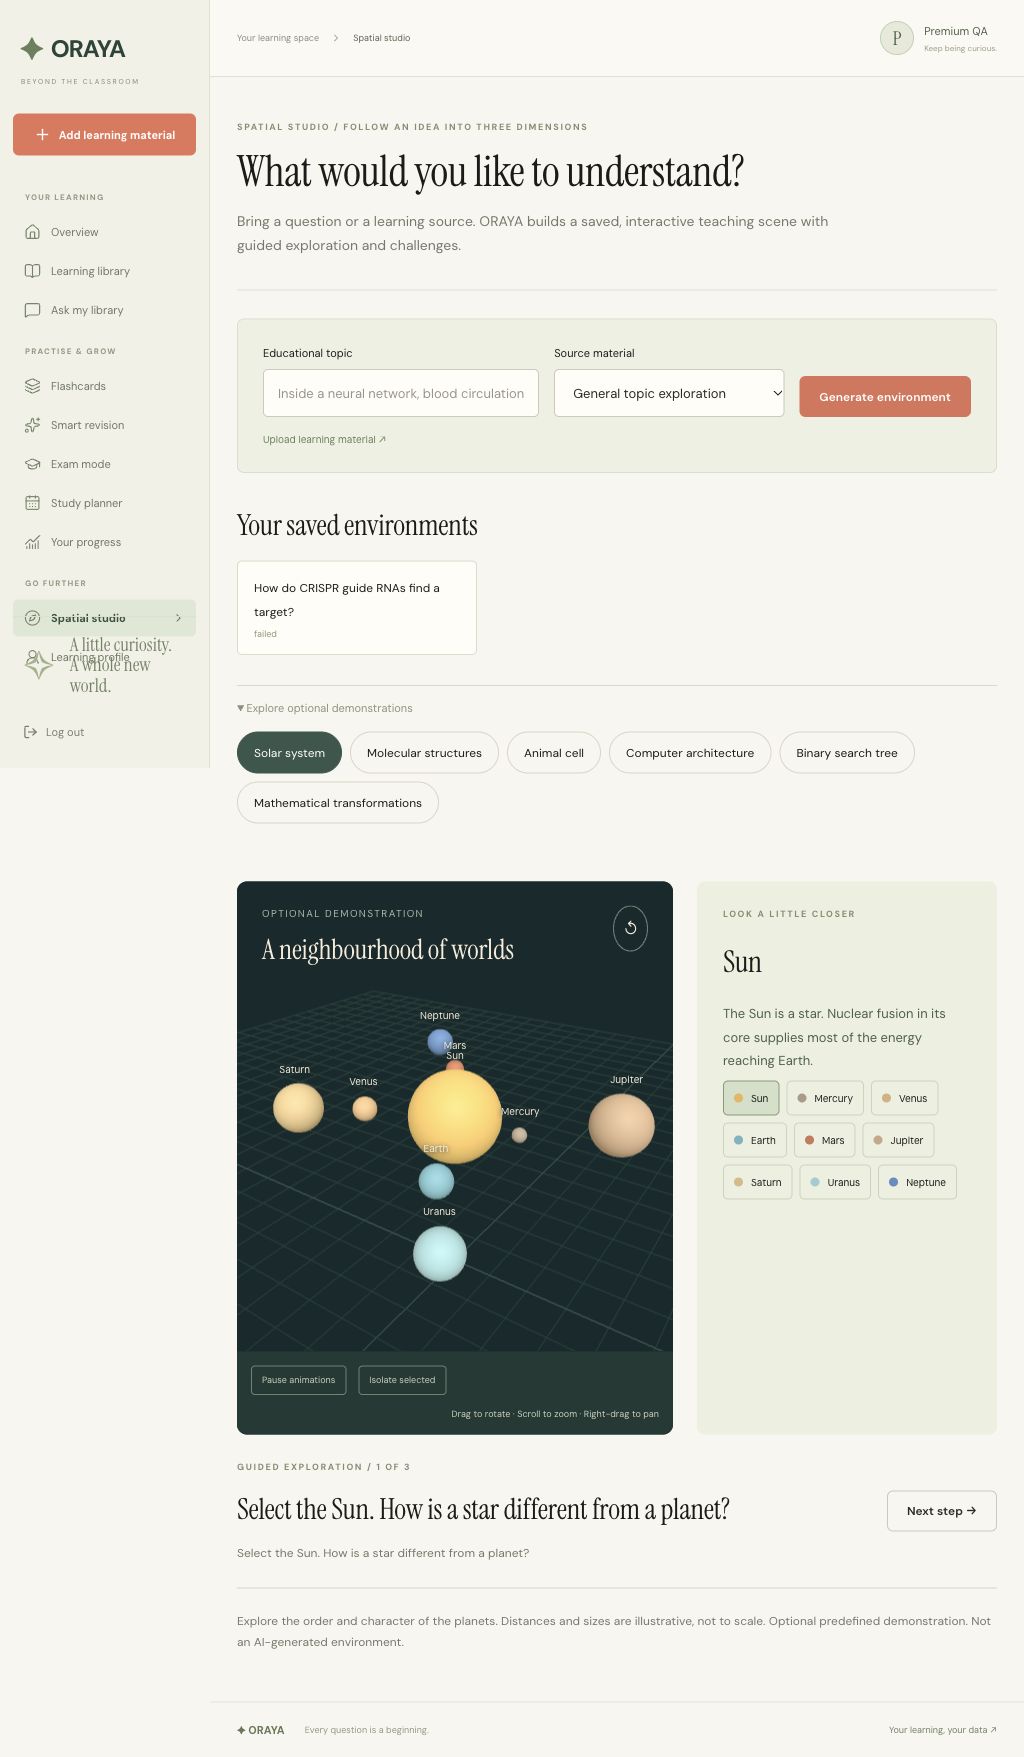 ORAYA
BEYOND THE CLASSROOM
Add learning material
YOUR LEARNING
Overview
Learning library
Ask my library
PRACTISE & GROW
Flashcards
Smart revision
Exam mode
Study planner
Your progress
GO FURTHER
Spatial studio
Learning profile
A little curiosity.
A whole new
world.
Log out
Your learning space
Spatial studio
P
Premium QA
Keep being curious.
SPATIAL STUDIO / FOLLOW AN IDEA INTO THREE DIMENSIONS
What would you like to understand?
Bring a question or a learning source. ORAYA builds a saved, interactive teaching scene with
guided exploration and challenges.
Educational topic
Inside a neural network, blood circulation
Source material
General topic exploration
Generate environment
Upload learning material ↗
Your saved environments
How do CRISPR guide RNAs find a
target?
failed
▼ Explore optional demonstrations
Solar system
Molecular structures
Animal cell
Computer architecture
Binary search tree
Mathematical transformations
OPTIONAL DEMONSTRATION
A neighbourhood of worlds
Neptune
Mars
Sun
Saturn
Venus
Jupiter
Mercury
Earth
Uranus
Pause animations
Isolate selected
Drag to rotate · Scroll to zoom · Right-drag to pan
LOOK A LITTLE CLOSER
Sun
The Sun is a star. Nuclear fusion in its
core supplies most of the energy
reaching Earth.
Sun
Mercury
Venus
Earth
Mars
Jupiter
Saturn
Uranus
Neptune
GUIDED EXPLORATION / 1 OF 3
Select the Sun. How is a star different from a planet?
Next step →
Select the Sun. How is a star different from a planet?
Explore the order and character of the planets. Distances and sizes are illustrative, not to scale. Optional predefined demonstration. Not
an AI-generated environment.
ORAYA
Every question is a beginning.
Your learning, your data ↗